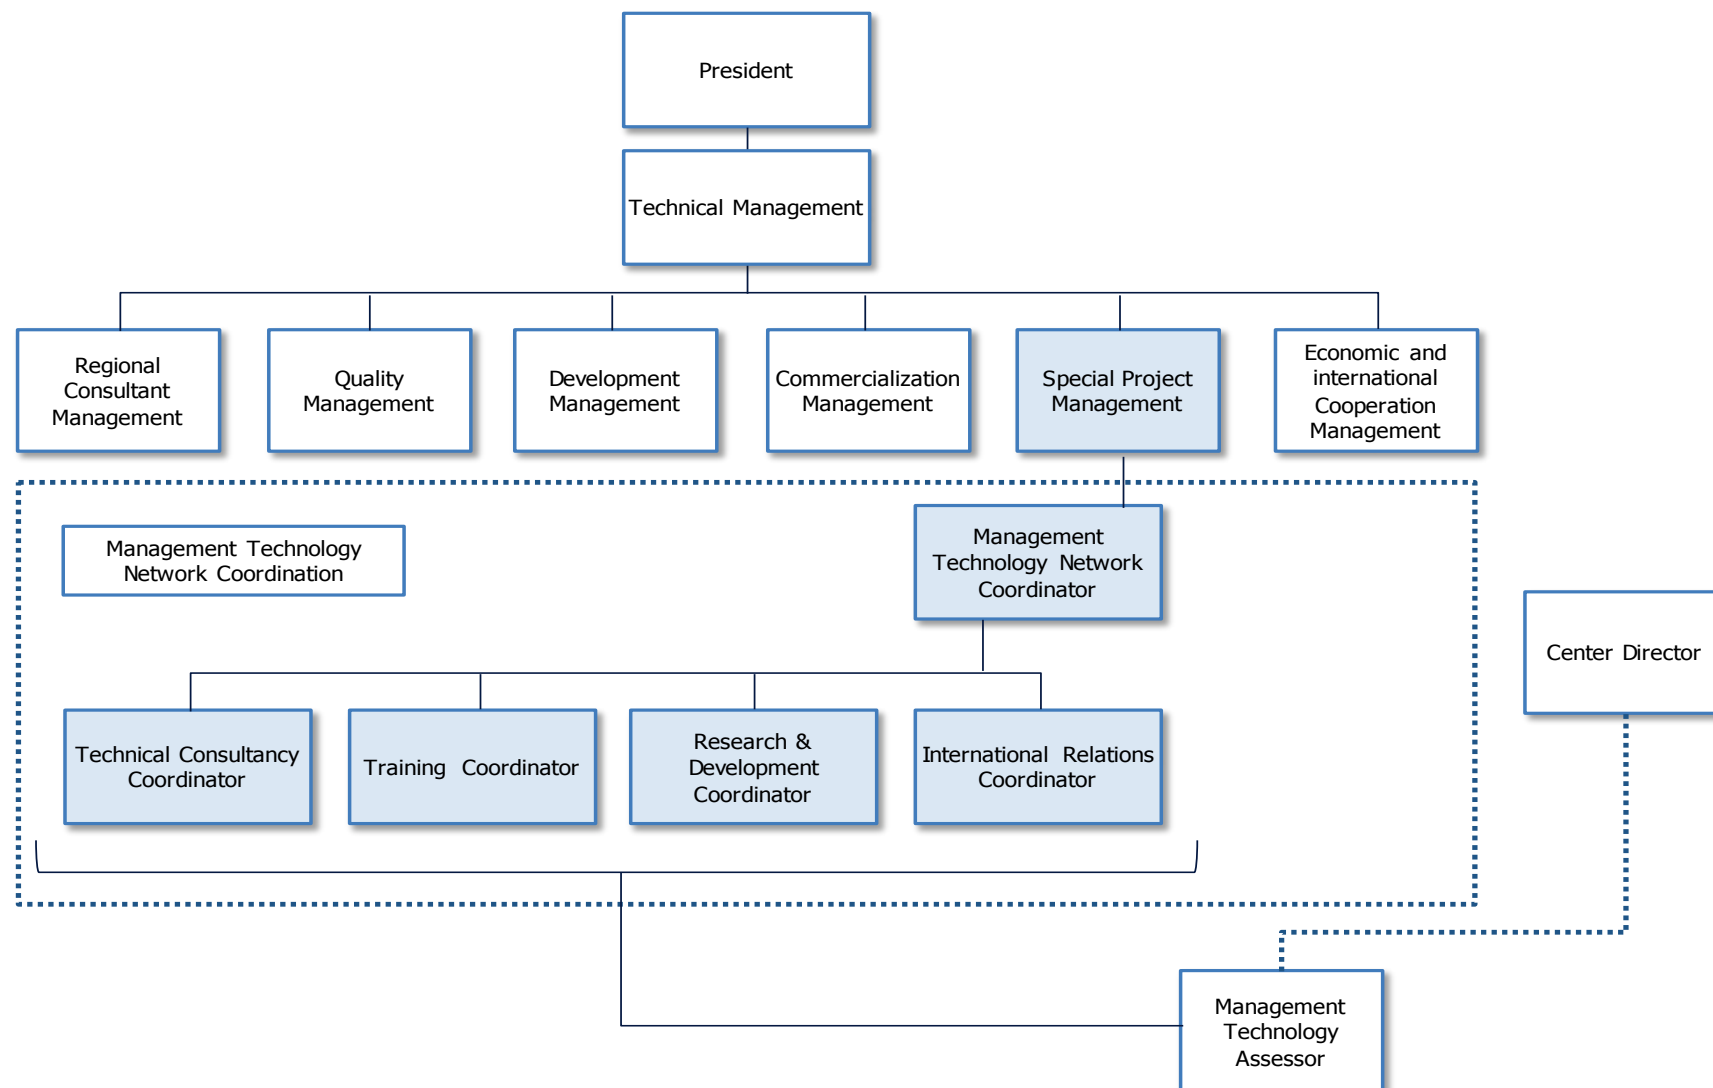 President
Technical Management
Regional
Consultant
Management
Quality
Management
Development
Management
Commercialization
Management
Special Project
Management
Economic and
international
Cooperation
Management
Management Technology
Network Coordination
Management
Technology Network
Coordinator
Center Director
Technical Consultancy
Coordinator
Training Coordinator
Research &
Development
Coordinator
International Relations
Coordinator
Management
Technology
Assessor